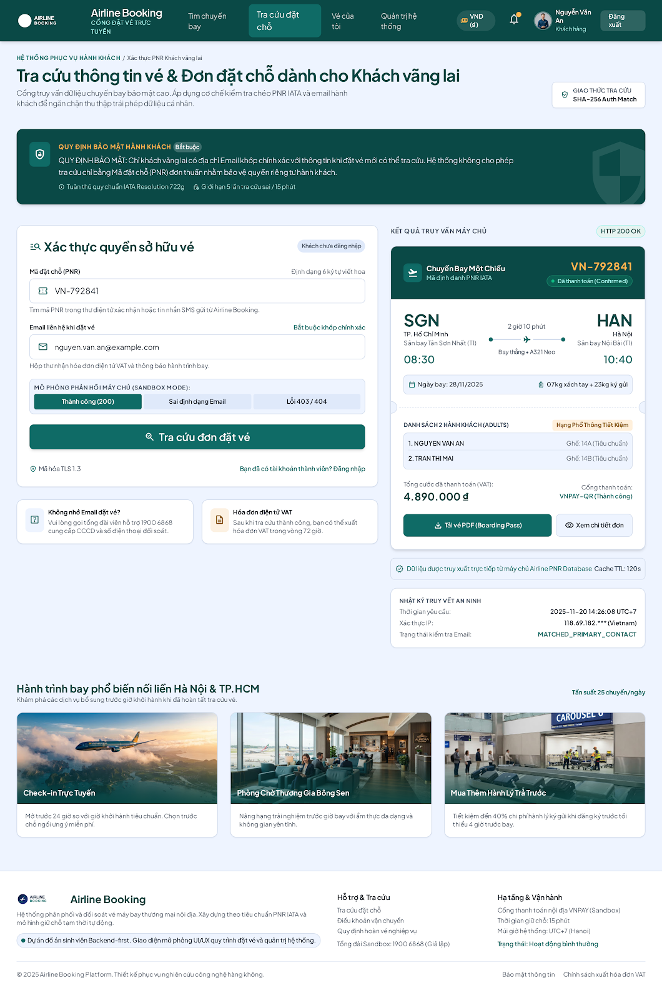 AIRLINE
BOOKING
Airline Booking
CỔNG ĐẶT VÉ TRỰC
TUYẾN
Tìm chuyến
bay
Tra cứu đặt
chỗ
Vé của
tôi
Quản trị hệ
thống
VND
(₫)
Nguyễn Văn
An
Khách hàng
Đăng
xuất
HỆ THỐNG PHỤC VỤ HÀNH KHÁCH / Xác thực PNR Khách vãng lai
Tra cứu thông tin vé & Đơn đặt chỗ dành cho Khách vãng lai
Cổng truy vấn dữ liệu chuyến bay bảo mật cao. Áp dụng cơ chế kiểm tra chéo PNR IATA và email hành
khách để ngăn chặn thu thập trái phép dữ liệu cá nhân.
GIAO THỨC TRA CỨU
SHA-256 Auth Match
QUY ĐỊNH BẢO MẬT HÀNH KHÁCH Bắt buộc
QUY ĐỊNH BẢO MẬT: Chỉ khách vãng lai có địa chỉ Email khớp chính xác với thông tin khi đặt vé mới có thể tra cứu. Hệ thống không cho phép
tra cứu chỉ bằng Mã đặt chỗ (PNR) đơn thuần nhằm bảo vệ quyền riêng tư hành khách.
Tuân thủ quy chuẩn IATA Resolution 722g Giới hạn 5 lần tra cứu sai / 15 phút
Xác thực quyền sở hữu vé
Khách chưa đăng nhập
Mã đặt chỗ (PNR)
Định dạng 6 ký tự viết hoa
VN-792841
Tìm mã PNR trong thư điện tử xác nhận hoặc tin nhắn SMS gửi từ Airline Booking.
Email liên hệ khi đặt vé
Bắt buộc khớp chính xác
nguyen.van.an@example.com
Hộp thư nhận hóa đơn điện tử VAT và thông báo hành trình bay.
MÔ PHỎNG PHẢN HỒI MÁY CHỦ (SANDBOX MODE):
Thành công (200)
Sai định dạng Email
Lỗi 403 / 404
Tra cứu đơn đặt vé
Mã hóa TLS 1.3
Bạn đã có tài khoản thành viên? Đăng nhập
Không nhớ Email đặt vé?
Vui lòng gọi tổng đài viên hỗ trợ 1900 6868
cung cấp CCCD và số điện thoại đối soát.
Hóa đơn điện tử VAT
Sau khi tra cứu thành công, bạn có thể xuất
hóa đơn VAT trong vòng 72 giờ.
KẾT QUẢ TRUY VẤN MÁY CHỦ
HTTP 200 OK
Chuyến Bay Một Chiều
Mã định danh PNR IATA
VN-792841
Đã thanh toán (Confirmed)
SGN
TP. Hồ Chí Minh
Sân bay Tân Sơn Nhất (T1)
08:30
2 giờ 10 phút
Bay thẳng • A321 Neo
HAN
Hà Nội
Sân bay Nội Bài (T1)
10:40
Ngày bay: 28/11/2025
07kg xách tay + 23kg ký gửi
DANH SÁCH 2 HÀNH KHÁCH (ADULTS)
Hạng Phổ Thông Tiết Kiệm
1. NGUYEN VAN AN
Ghế: 14A (Tiêu chuẩn)
2. TRAN THI MAI
Ghế: 14B (Tiêu chuẩn)
Tổng cước đã thanh toán (VAT):
4.890.000 ₫
Cổng thanh toán:
VNPAY-QR (Thành công)
Tải vé PDF (Boarding Pass)
Xem chi tiết đơn
Dữ liệu được truy xuất trực tiếp từ máy chủ Airline PNR Database Cache TTL: 120s
NHẬT KÝ TRUY VẾT AN NINH
Thời gian yêu cầu:
2025-11-20 14:26:08 UTC+7
Xác thực IP:
118.69.182.*** (Vietnam)
Trạng thái kiểm tra Email:
MATCHED_PRIMARY_CONTACT
Hành trình bay phổ biến nối liền Hà Nội & TP.HCM
Khám phá các dịch vụ bổ sung trước giờ khởi hành khi đã hoàn tất tra cứu vé.
Tần suất 25 chuyến/ngày
Check-in Trực Tuyến
Mở trước 24 giờ so với giờ khởi hành tiêu chuẩn. Chọn trước
chỗ ngồi ưng ý miễn phí.
AURORA
Phòng Chờ Thương Gia Bông Sen
Nâng hạng trải nghiệm trước giờ bay với ẩm thực đa dạng và
không gian yên tĩnh.
CAROUSEL 6
Mua Thêm Hành Lý Trả Trước
Tiết kiệm đến 40% chi phí hành lý ký gửi khi đăng ký trước tối
thiểu 4 giờ trước bay.
AIRLINE
BOOKING
Airline Booking
Hệ thống phân phối và đối soát vé máy bay thương mại nội địa. Xây dựng theo tiêu chuẩn PNR IATA và
mô hình giữ chỗ tạm thời tự động.
Dự án đồ án sinh viên Backend-first. Giao diện mô phỏng UI/UX quy trình đặt vé và quản trị hệ thống.
Hỗ trợ & Tra cứu
Tra cứu đặt chỗ
Điều khoản vận chuyển
Quy định hoàn vé nghiệp vụ
Tổng đài Sandbox: 1900 6868 (Giả lập)
Hạ tầng & Vận hành
Cổng thanh toán nội địa VNPAY (Sandbox)
Thời gian giữ chỗ: 15 phút
Múi giờ hệ thống: UTC+7 (Hanoi)
Trạng thái: Hoạt động bình thường
© 2025 Airline Booking Platform. Thiết kế phục vụ nghiên cứu công nghệ hàng không.
Bảo mật thông tin
Chính sách xuất hóa đơn VAT